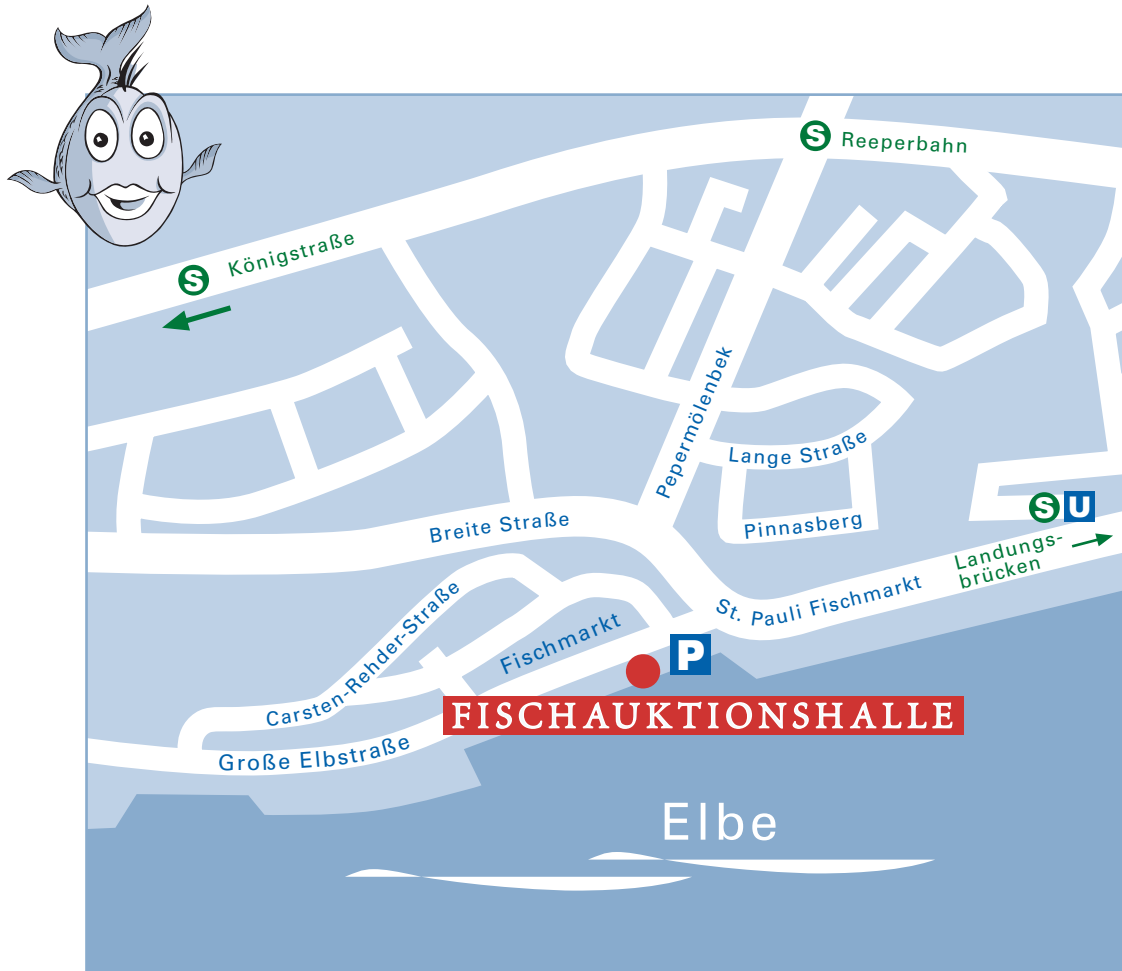 S Reeperbahn
S Königstraße
Pepermölenbek
Lange Straße
Pinnasberg
Breite Straße
S U
Landungs-
brücken
St. Pauli Fischmarkt
Carsten-Rehder-Straße
Fischmarkt
P
FISCHAUKTIONSHALLE
Große Elbstraße
Elbe